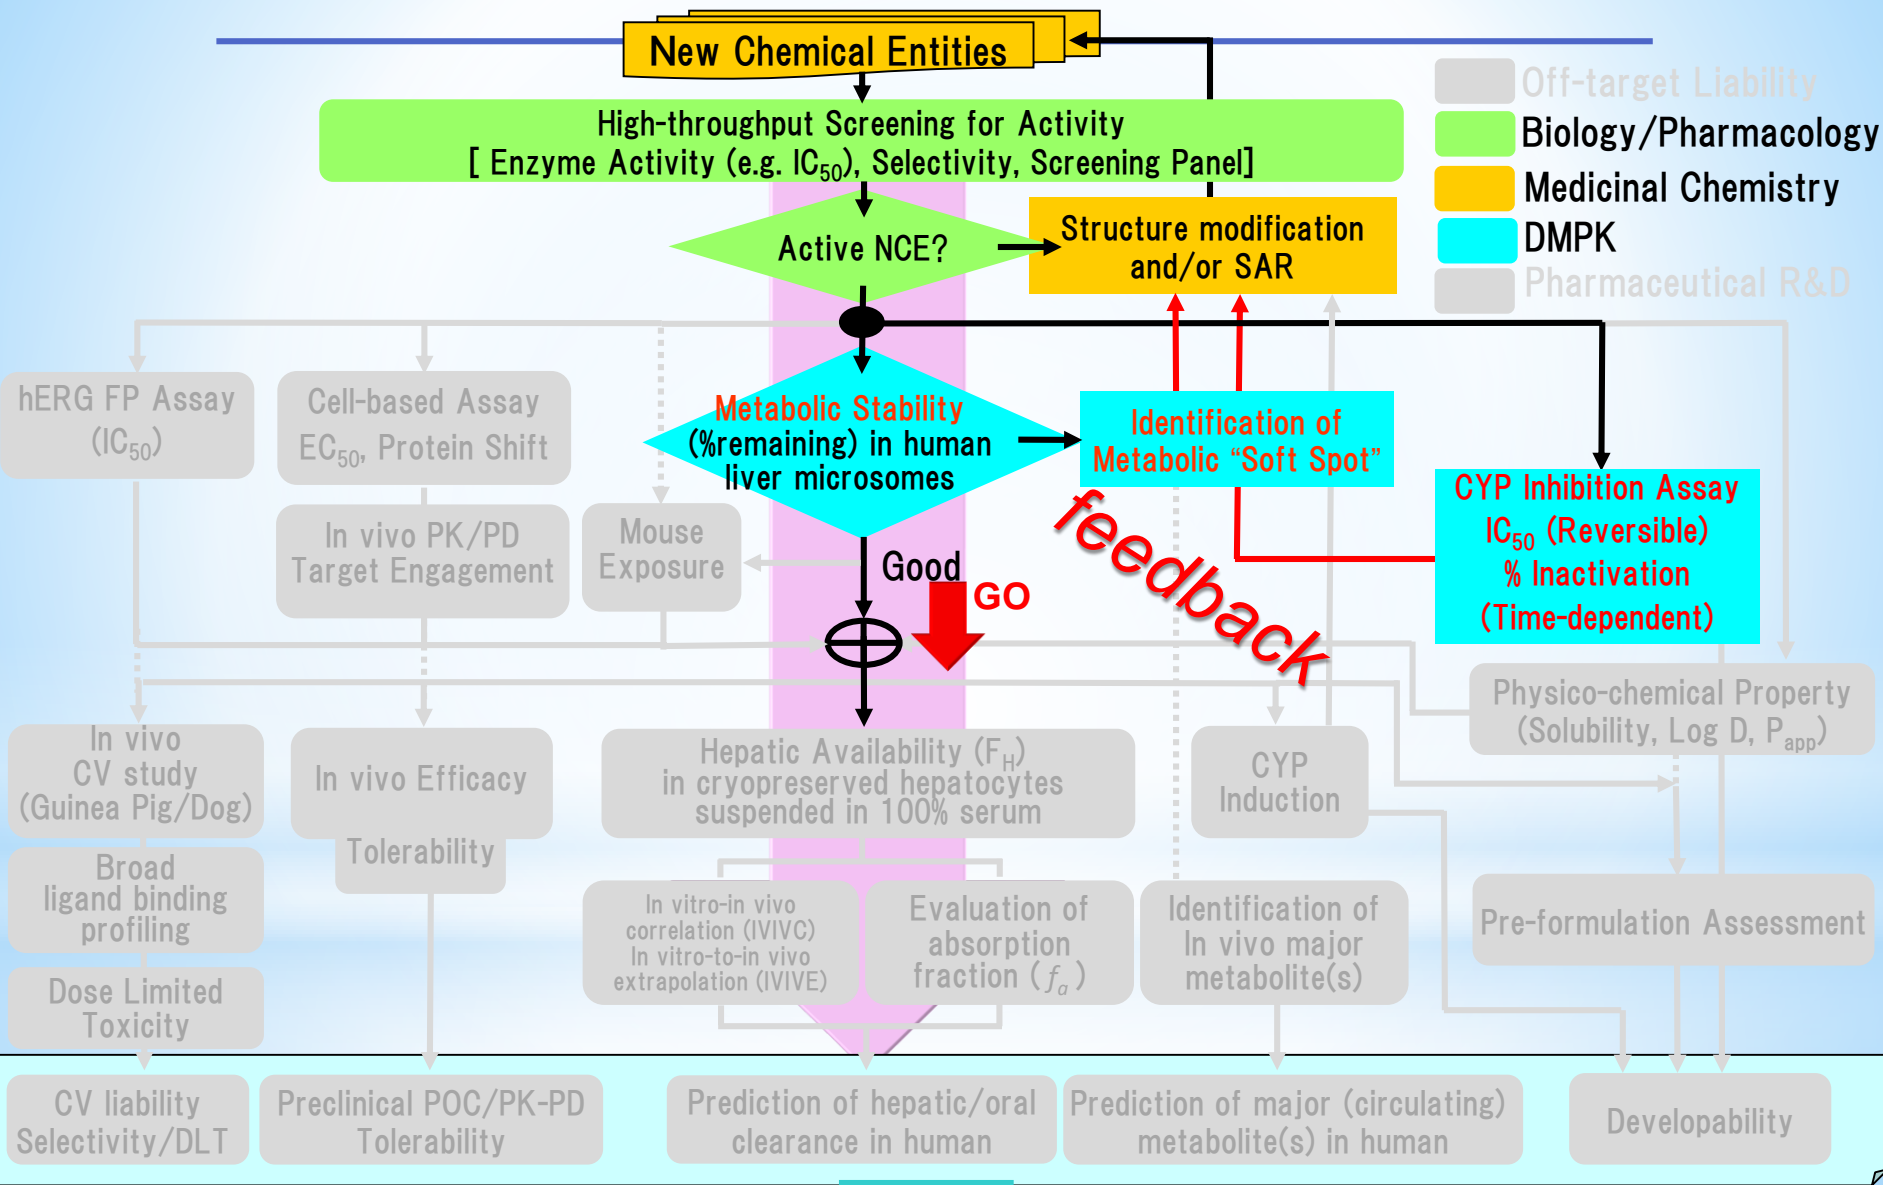 New Chemical Entities
Off-target Liability
Biology/Pharmacology
Medicinal Chemistry
DMPK
Pharmaceutical R&D
High-throughput Screening for Activity
[ Enzyme Activity (e.g. IC50), Selectivity, Screening Panel]
Active NCE?
Structure modification
and/or SAR
hERG FP Assay
(IC50)
Cell-based Assay
EC50, Protein Shift
Metabolic Stability
(%remaining) in human
liver microsomes
Identification of
Metabolic “Soft Spot”
CYP Inhibition Assay
IC50 (Reversible)
% Inactivation
(Time-dependent)
In vivo PK/PD
Target Engagement
Mouse
Exposure
Good
GO
feedback
Physico-chemical Property
(Solubility, Log D, Papp)
In vivo
CV study
(Guinea Pig/Dog)
In vivo Efficacy
Tolerability
Hepatic Availability (FH)
in cryopreserved hepatocytes
suspended in 100% serum
CYP
Induction
Broad
ligand binding
profiling
In vitro-in vivo
correlation (IVIVC)
In vitro-to-in vivo
extrapolation (IVIVE)
Evaluation of
absorption
fraction (fa)
Identification of
In vivo major
metabolite(s)
Pre-formulation Assessment
Dose Limited
Toxicity
CV liability
Selectivity/DLT
Preclinical POC/PK-PD
Tolerability
Prediction of hepatic/oral
clearance in human
Prediction of major (circulating)
metabolite(s) in human
Developability